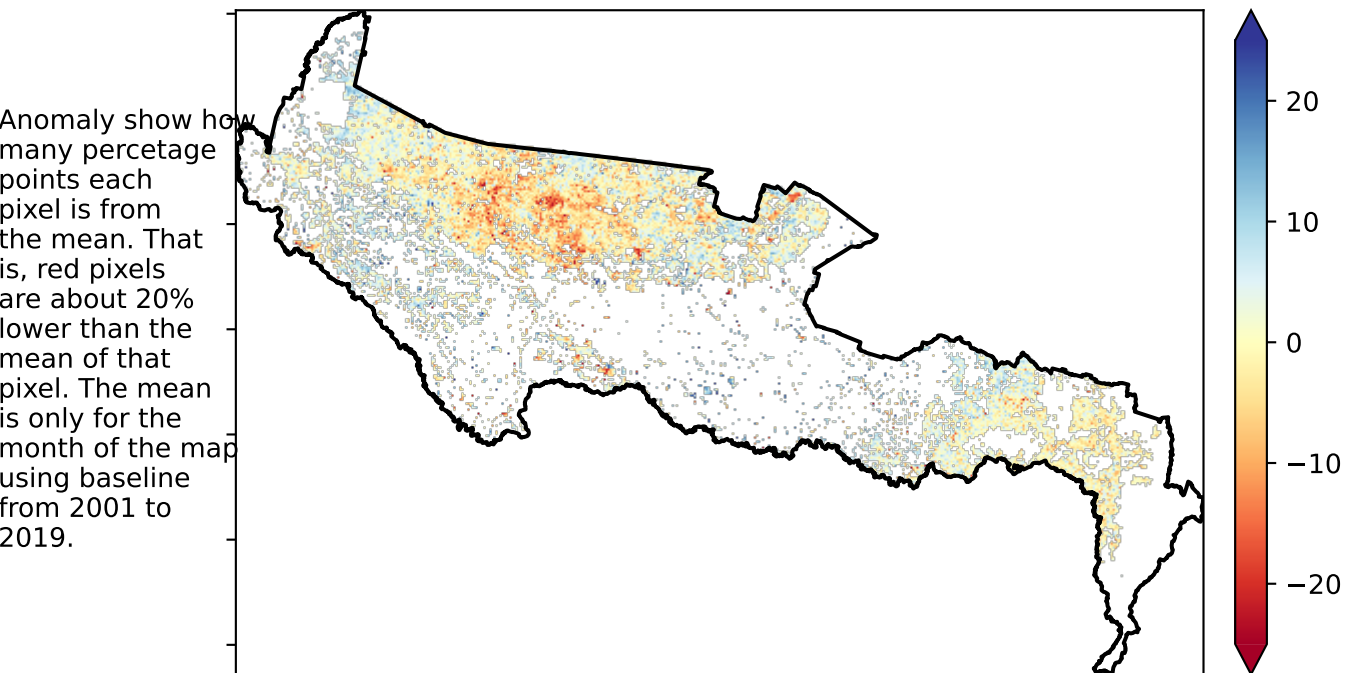 Anomaly show how
many percetage
points each
pixel is from
the mean. That
is, red pixels
are about 20%
lower than the
mean of that
pixel. The mean
is only for the
month of the map
using baseline
from 2001 to
2019.
20
10
0
−10
−20